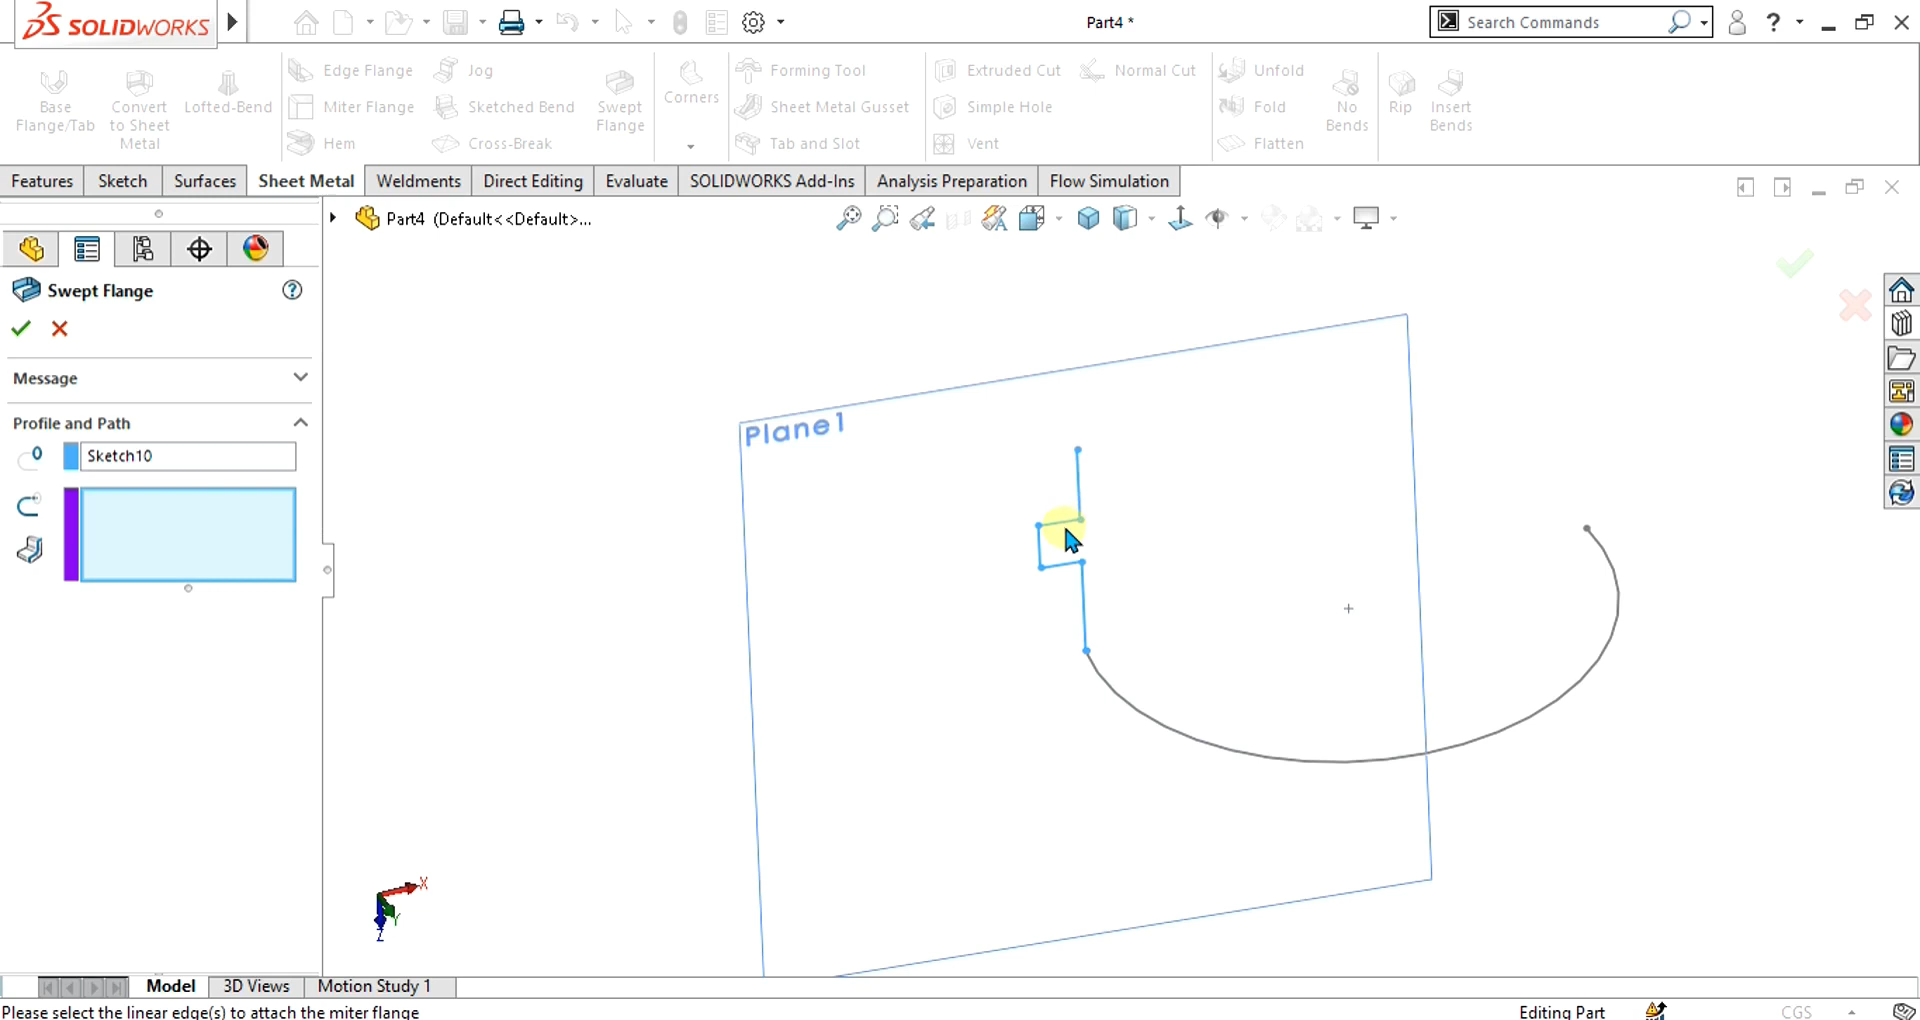 SOLIDWORKS
Part4 *
Search Commands
?
Base Flange/Tab
Convert to Sheet Metal
Lofted-Bend
Edge Flange
Miter Flange
Hem
Jog
Sketched Bend
Cross-Break
Swept Flange
Corners
Forming Tool
Sheet Metal Gusset
Tab and Slot
Extruded Cut
Simple Hole
Vent
Normal Cut
Unfold
Fold
Flatten
No Bends
Rip
Insert Bends
Features
Sketch
Surfaces
Sheet Metal
Weldments
Direct Editing
Evaluate
SOLIDWORKS Add-Ins
Analysis Preparation
Flow Simulation
Part4 (Default<<Default>...
Swept Flange
?
Message
Profile and Path
Sketch10
Plane1
X
Y
Z
Model
3D Views
Motion Study 1
Please select the linear edge(s) to attach the miter flange
Editing Part
CGS